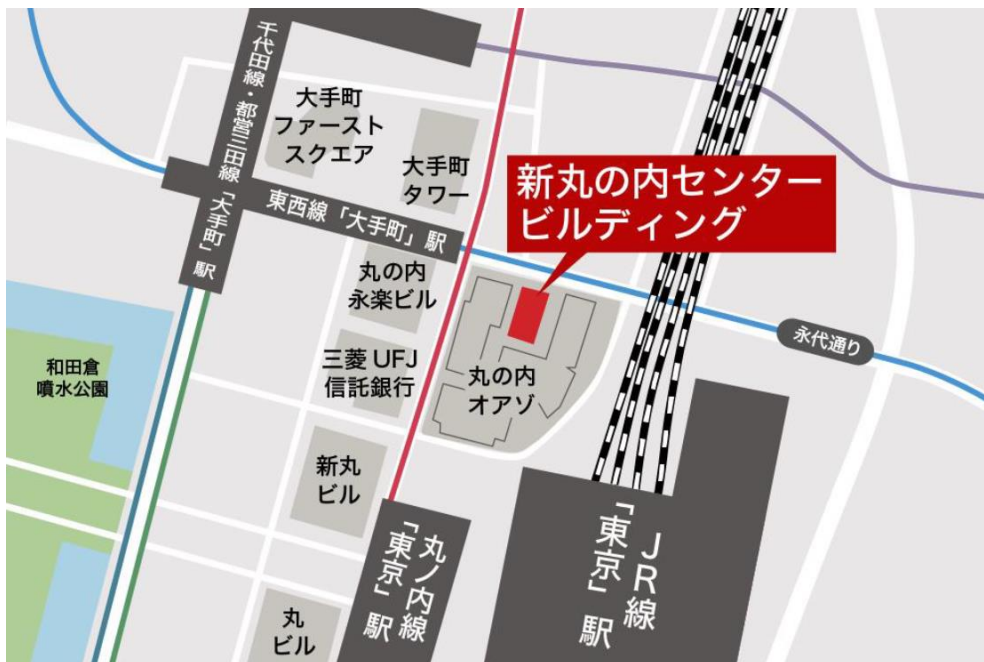 千代田線・都営三田線「大手町」駅
大手町
ファースト
スクエア
大手町
タワー
新丸の内センター
ビルディング
東西線「大手町」駅
丸の内
永楽ビル
永代通り
三菱UFJ
信託銀行
丸の内
オアゾ
和田倉
噴水公園
新丸
ビル
丸ノ内線
「東京」駅
JR線
「東京」駅
丸
ビル